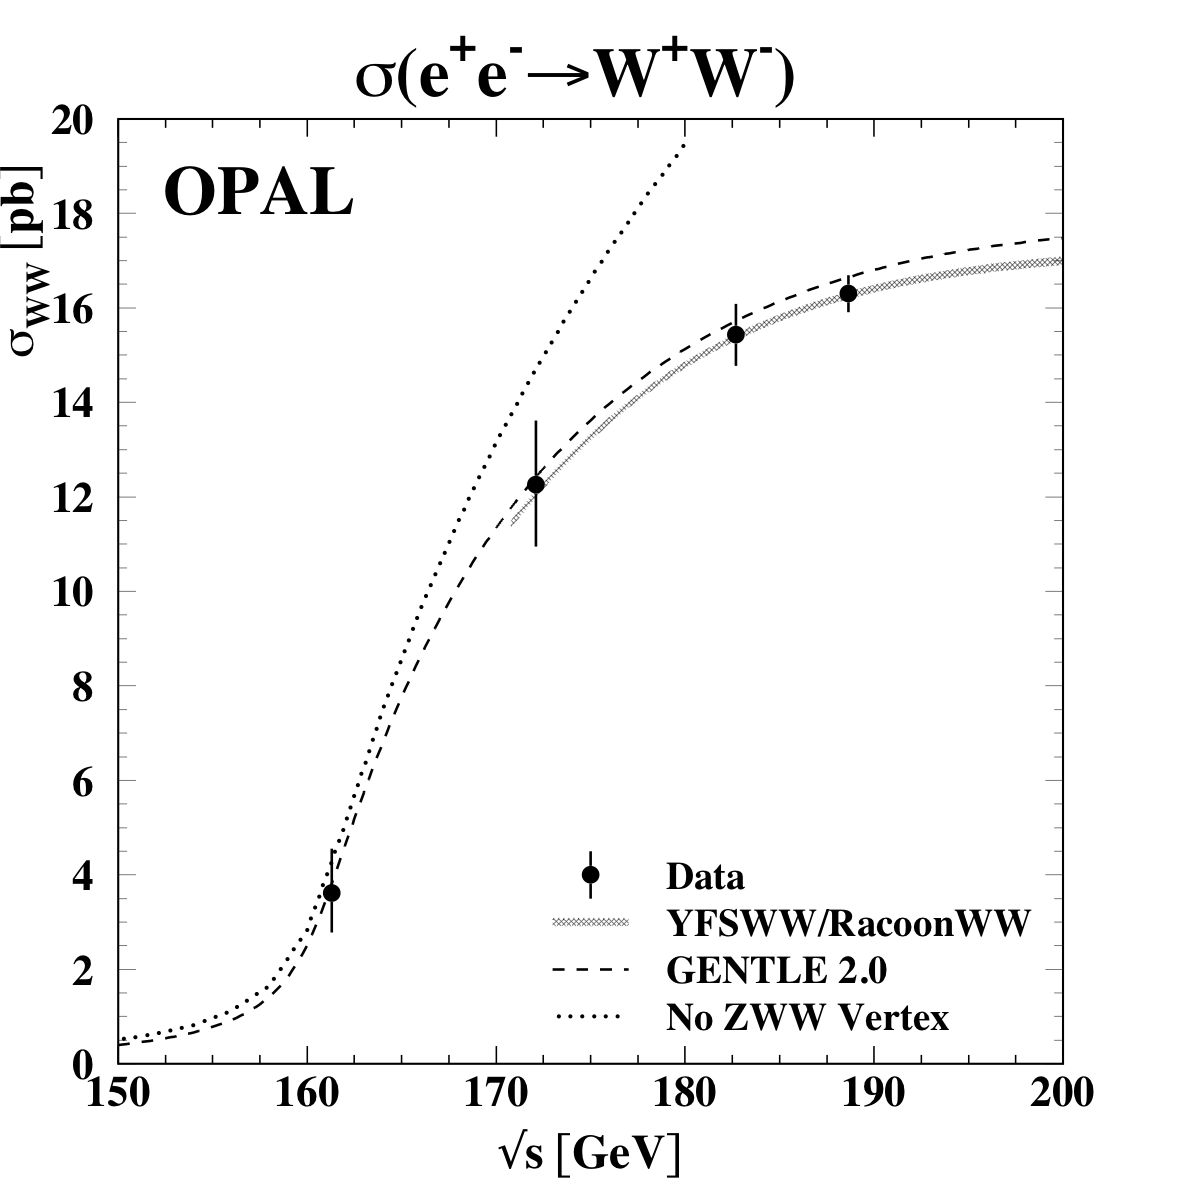 σ(e⁺e⁻→W⁺W⁻)
OPAL
σWW [pb]
20
18
16
14
12
10
8
6
4
2
0
Data
YFSWW/RacoonWW
GENTLE 2.0
No ZWW Vertex
150 160 170 180 190 200
√s [GeV]